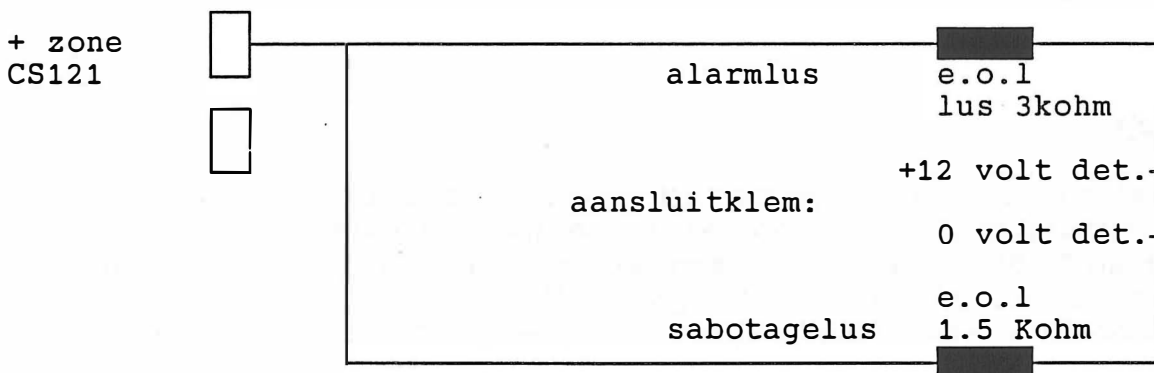 + zone
CS121
alarmlus
e.o.l
lus 3kohm
+12 volt det.-
aansluitklem:
0 volt det.-
e.o.l
sabotagelus 1.5 Kohm